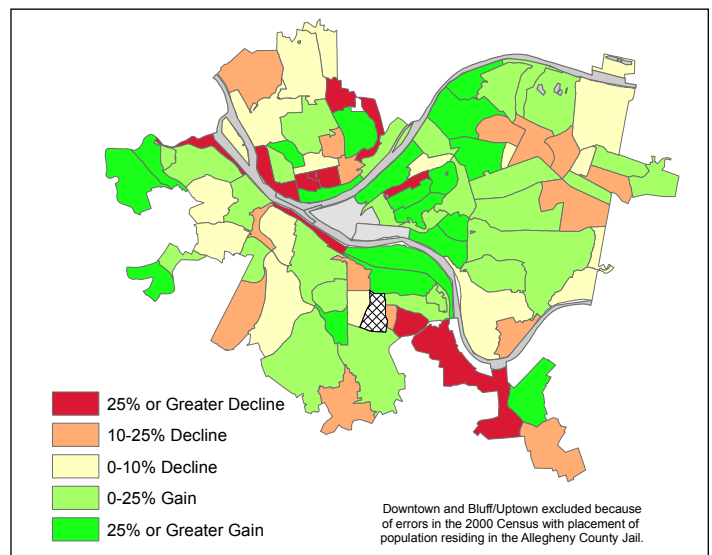 25% or Greater Decline
10-25% Decline
0-10% Decline
0-25% Gain
25% or Greater Gain
Downtown and Bluff/Uptown excluded because
of errors in the 2000 Census with placement of
population residing in the Allegheny County Jail.